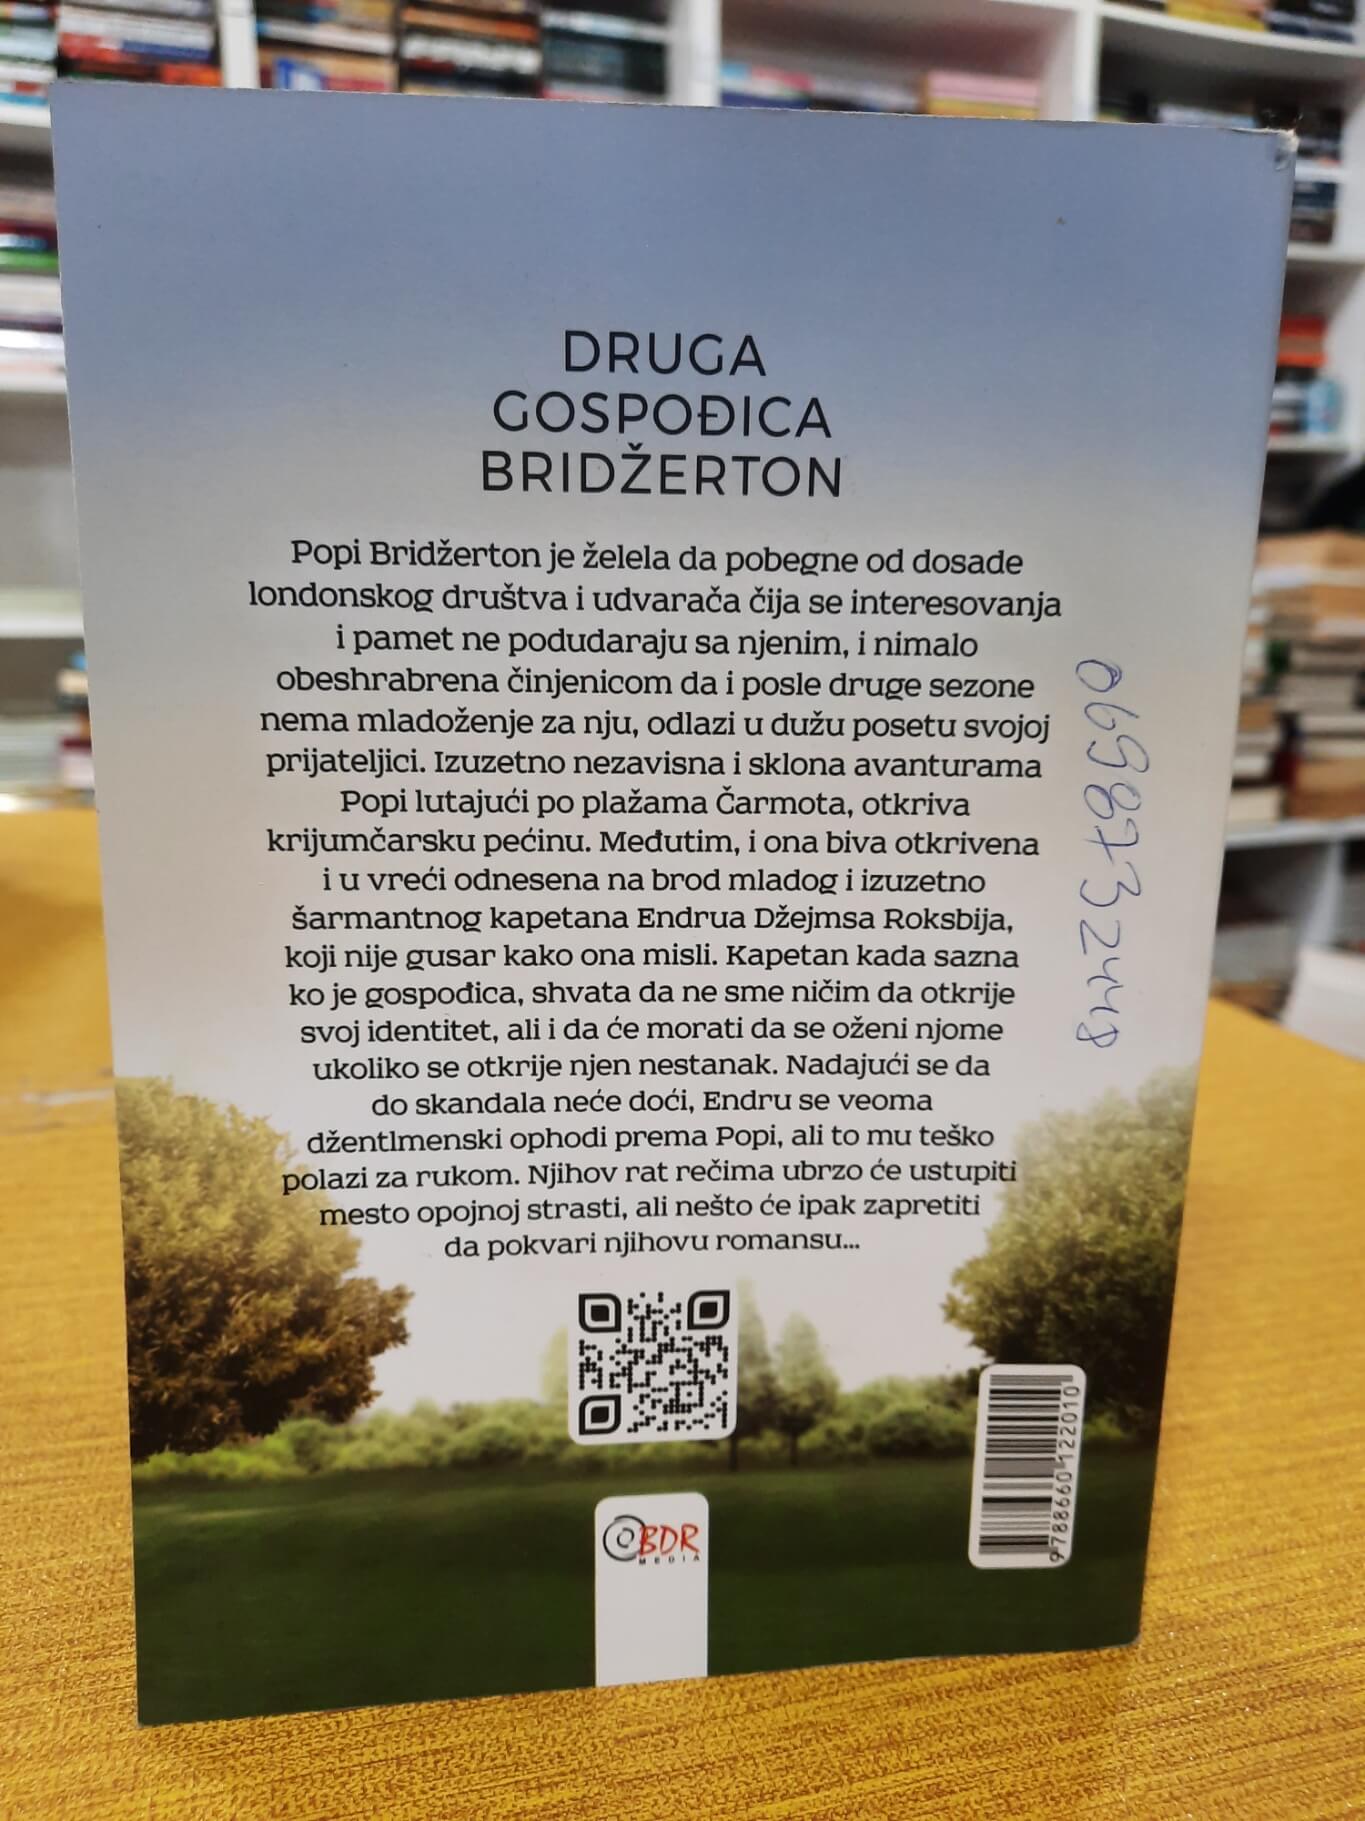 DRUGA
GOSPOĐICA
BRIDŽERTON
Popi Bridžerton je želela da pobegne od dosade
londonskog društva i udvarača čija se interesovanja
i pamet ne podudaraju sa njenim, i nimalo
obeshrabrena činjenicom da i posle druge sezone
nema mladoženje za nju, odlazi u dužu posetu svojoj
prijateljici. Izuzetno nezavisna i sklona avanturama
Popi lutajući po plažama Čarmota, otkriva
krijumčarsku pećinu. Međutim, i ona biva otkrivena
i u vreći odnesena na brod mladog i izuzetno
šarmantnog kapetana Endrua Džejmsa Roksbija,
koji nije gusar kako ona misli. Kapetan kada sazna
ko je gospođica, shvata da ne sme ničim da otkrije
svoj identitet, ali i da će morati da se oženi njome
ukoliko se otkrije njen nestanak. Nadajući se da
do skandala neće doći, Endru se veoma
džentlmenski ophodi prema Popi, ali to mu teško
polazi za rukom. Njihov rat rečima ubrzo će ustupiti
mesto opojnoj strasti, ali nešto će ipak zapretiti
da pokvari njihovu romansu...
0698732448
BDR
MEDIA
9788660122010